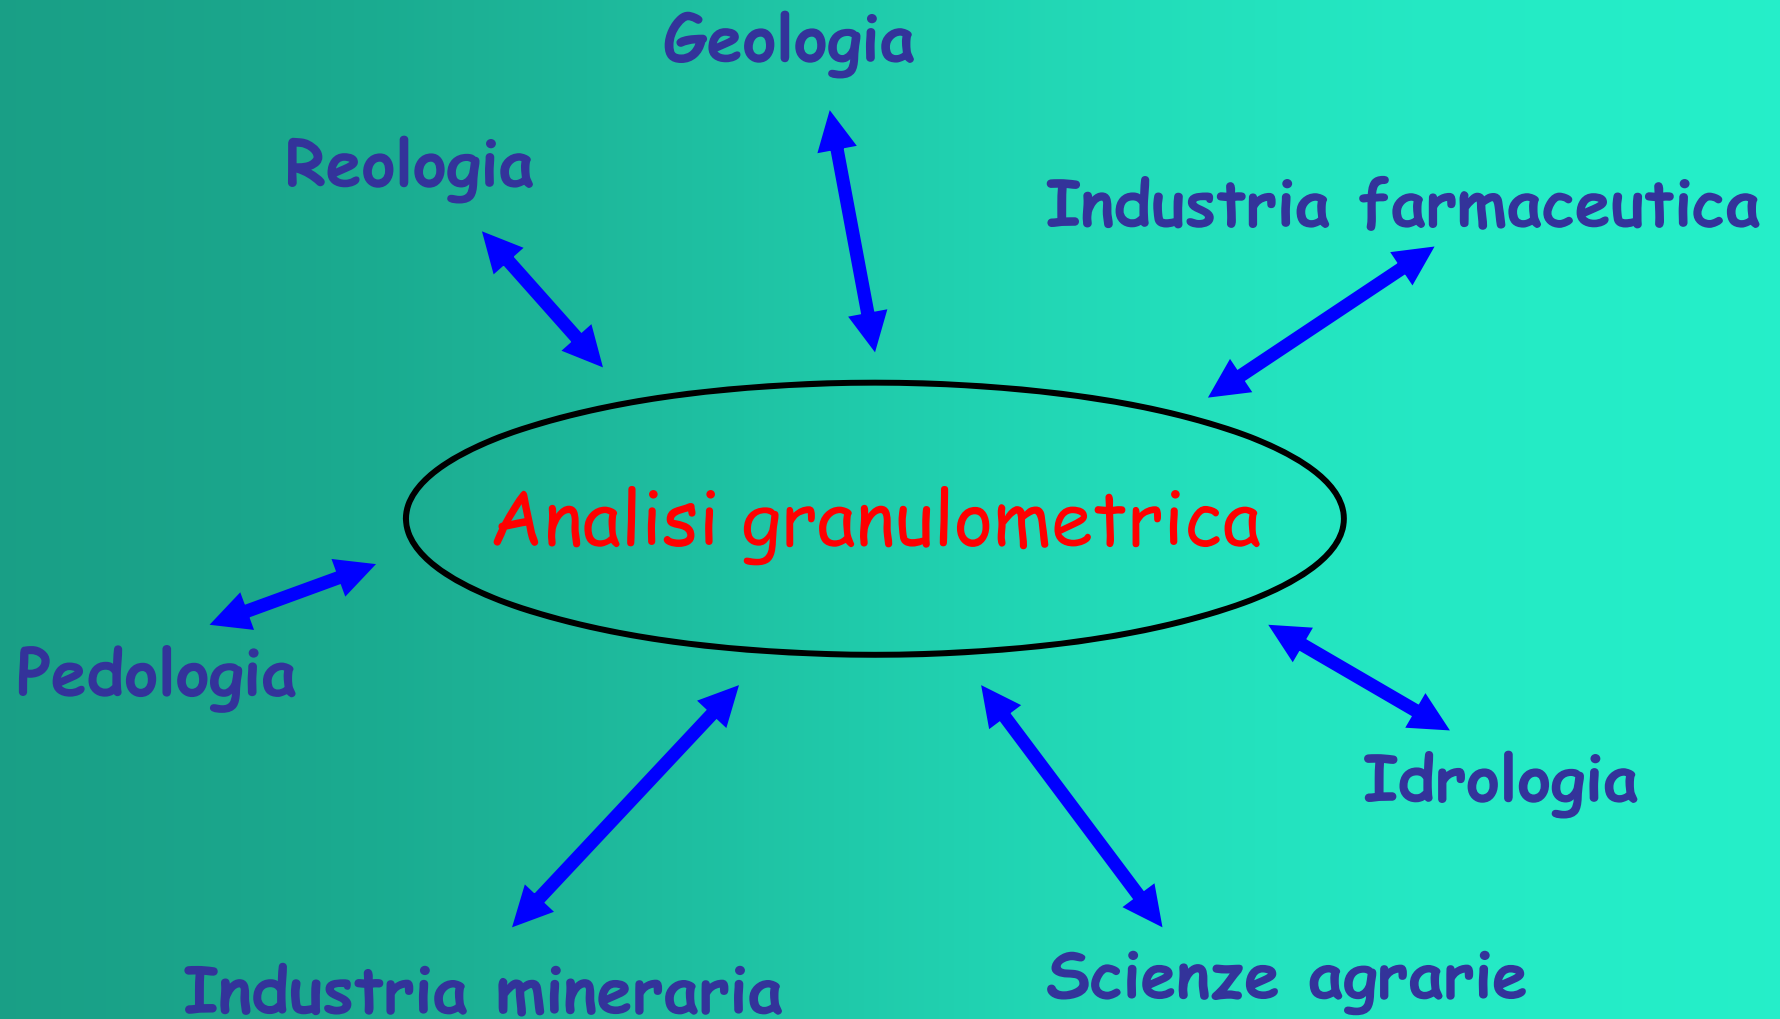 Geologia
Reologia
Industria farmaceutica
Analisi granulometrica
Pedologia
Idrologia
Industria mineraria
Scienze agrarie